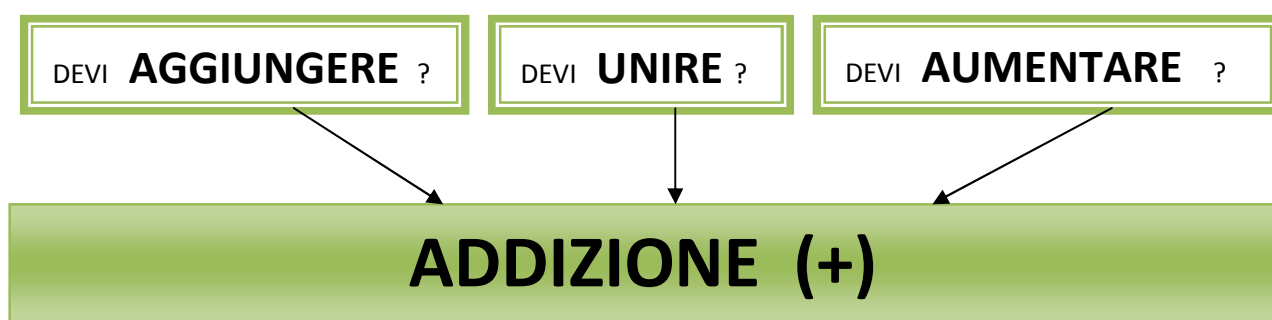 DEVI AGGIUNGERE ?
DEVI UNIRE ?
DEVI AUMENTARE ?
ADDIZIONE (+)